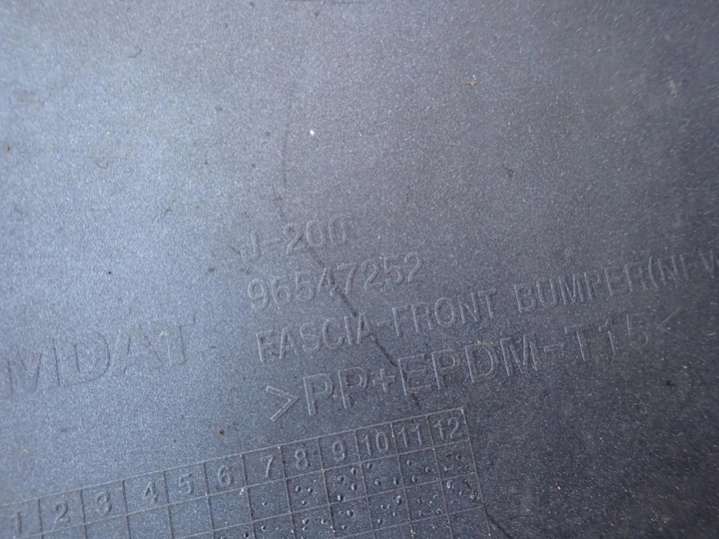 J-200
96547252
FASCIA-FRONT BUMPER(NEW
MDAT
>PP+EPDM-T15<
1 2 3 4 5 6 7 8 9 10 11 12